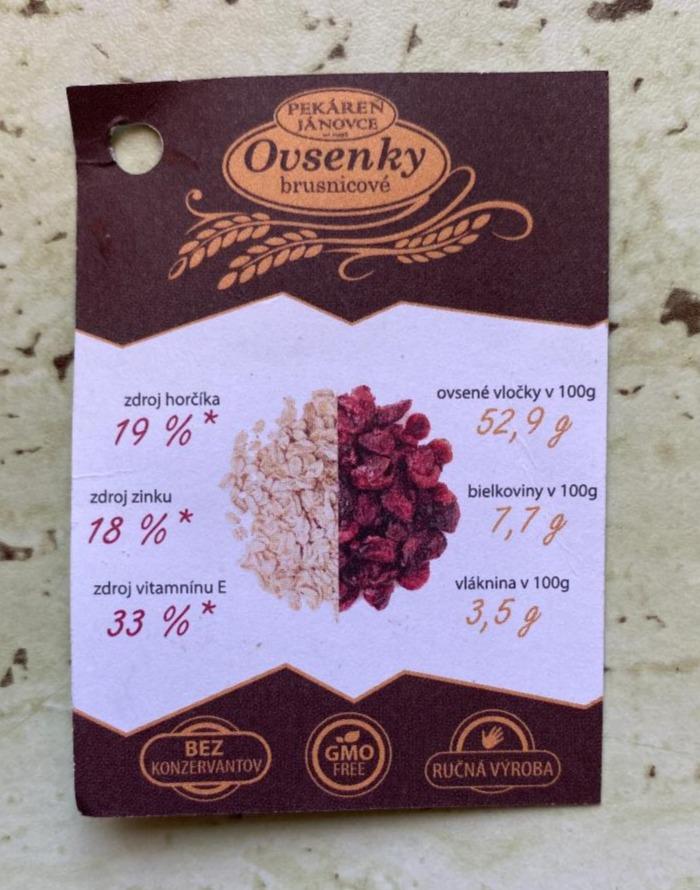 PEKÁREŇ
JÁNOVCE
Ovsenky
brusnicové
zdroj horčíka
19 %*
zdroj zinku
18 %*
zdroj vitamnínu E
33 %*
ovsené vločky v 100g
52,9 g
bielkoviny v 100g
7,7 g
vláknina v 100g
3,5 g
BEZ
KONZERVANTOV
GMO
FREE
RUČNÁ VÝROBA